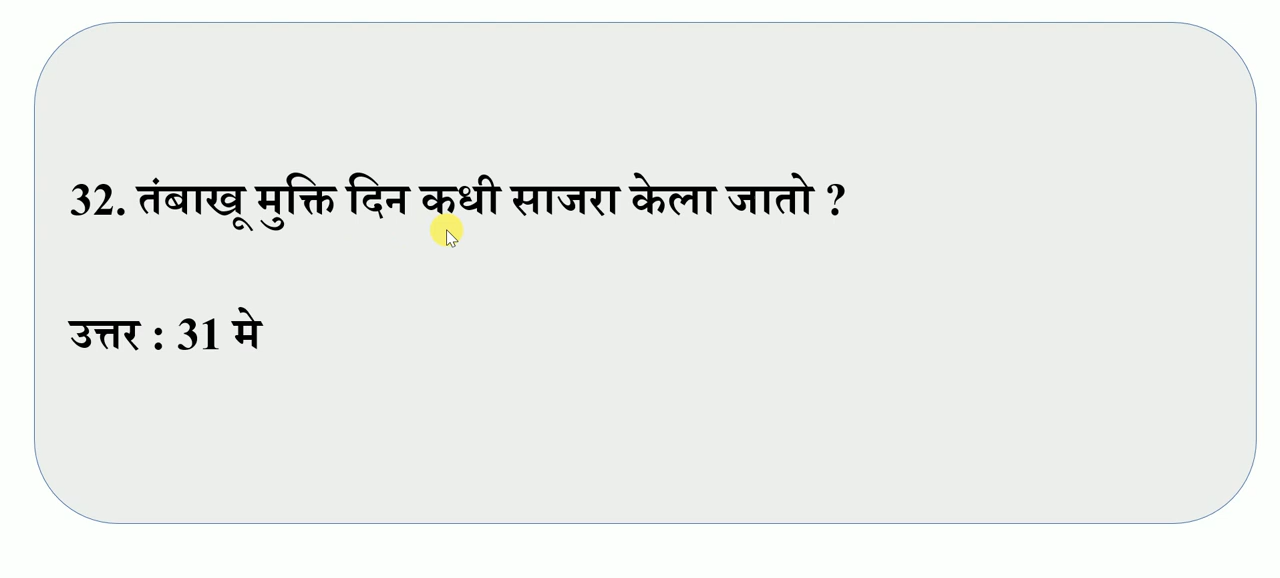 32. तंबाखू मुक्ति दिन कधी साजरा केला जातो ?
उत्तर : 31 मे